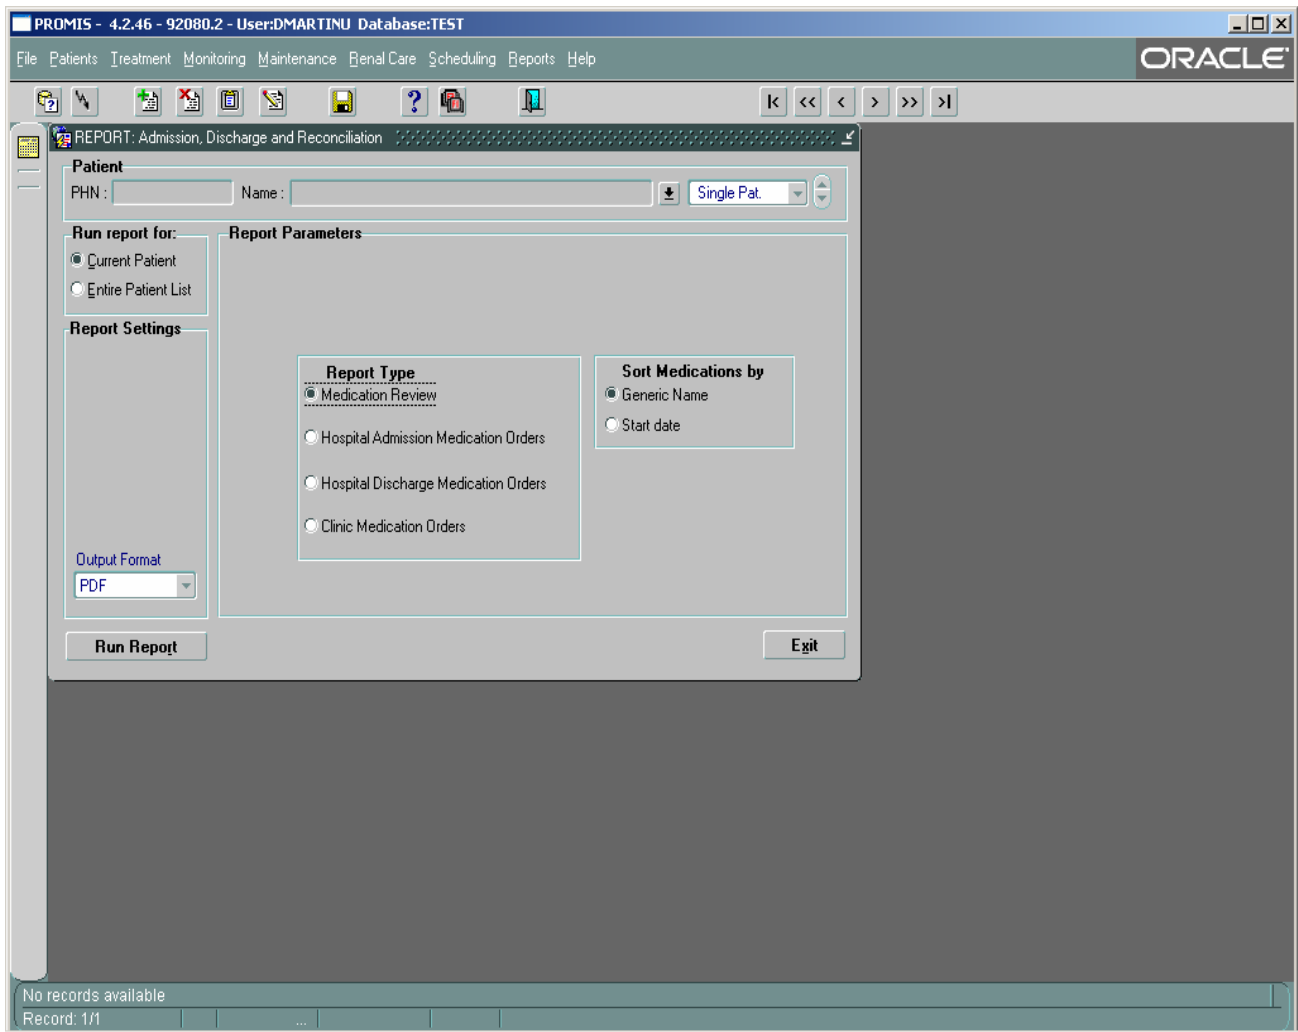 PROMIS - 4.2.46 - 92080.2 - User:DMARTINU Database:TEST
File Patients Treatment Monitoring Maintenance Renal Care Scheduling Reports Help
ORACLE
REPORT: Admission, Discharge and Reconciliation
Patient
PHN : Name : Single Pat.
Run report for:
Current Patient
Entire Patient List
Report Settings
Output Format
PDF
Report Parameters
Report Type
Medication Review
Hospital Admission Medication Orders
Hospital Discharge Medication Orders
Clinic Medication Orders
Sort Medications by
Generic Name
Start date
Run Report Exit
No records available
Record: 1/1 ...